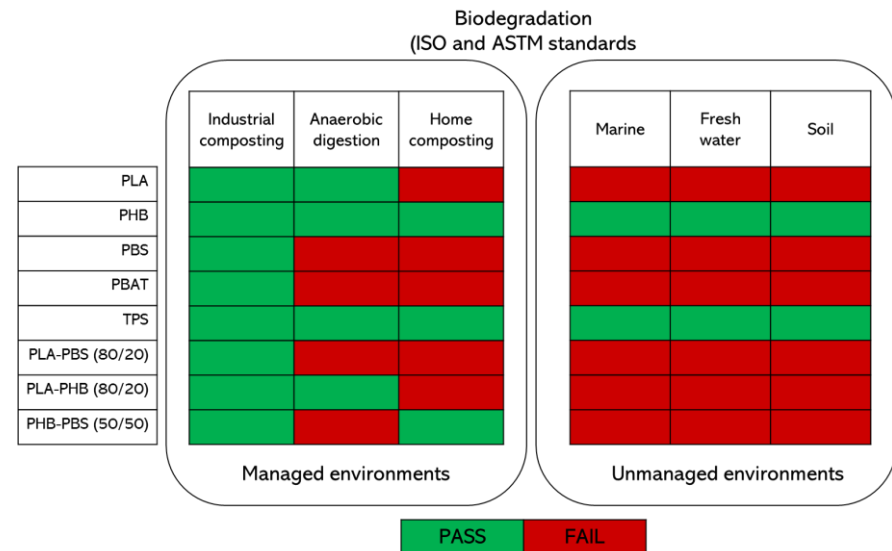 Biodegradation
(ISO and ASTM standards
Industrial
composting
Anaerobic
digestion
Home
composting
Marine
Fresh
water
Soil
PLA
PHB
PBS
PBAT
TPS
PLA-PBS (80/20)
PLA-PHB (80/20)
PHB-PBS (50/50)
Managed environments
Unmanaged environments
PASS
FAIL